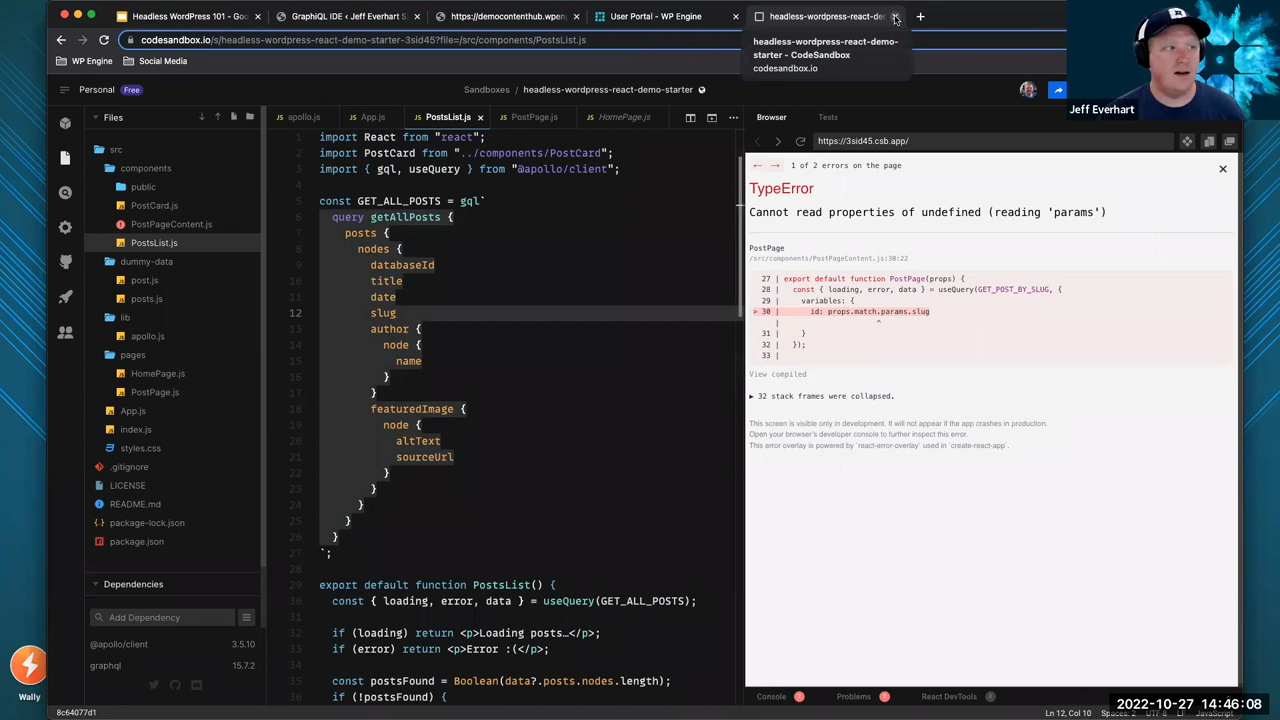 Headless WordPress 101 - Goo
GraphiQL IDE ‹ Jeff Everhart S
https://democontenthub.wpen
User Portal - WP Engine
headless-wordpress-react-der
codesandbox.io/s/headless-wordpress-react-demo-starter-3sid45?file=/src/components/PostsList.js
WP Engine
Social Media
headless-wordpress-react-demo-
starter - CodeSandbox
codesandbox.io
Jeff Everhart
Personal
Free
Sandboxes / headless-wordpress-react-demo-starter
Files
src
components
public
PostCard.js
PostPageContent.js
PostsList.js
dummy-data
post.js
posts.js
lib
pages
HomePage.js
PostPage.js
App.js
index.js
styles.css
.gitignore
LICENSE
README.md
package-lock.json
package.json
Dependencies
Add Dependency
@apollo/client 3.5.10
graphql 15.7.2
8c64077d1
Wally
apollo.js
App.js
PostsList.js
PostPage.js
HomePage.js
1 import React from "react";
2 import PostCard from "../components/PostCard";
3 import { gql, useQuery } from "@apollo/client";
4
5 const GET_ALL_POSTS = gql`
6 query getAllPosts {
7 posts {
8 nodes {
9 databaseId
10 title
11 date
12 slug
13 author {
14 node {
15 name
16 }
17 }
18 featuredImage {
19 node {
20 altText
21 sourceUrl
22 }
23 }
24 }
25 }
26 }
27 `;
28
29 export default function PostsList() {
30 const { loading, error, data } = useQuery(GET_ALL_POSTS);
31
32 if (loading) return <p>Loading posts…</p>;
33 if (error) return <p>Error :(</p>;
34
35 const postsFound = Boolean(data?.posts.nodes.length);
36 if (!postsFound) {
Browser
Tests
https://3sid45.csb.app/
1 of 2 errors on the page
TypeError
Cannot read properties of undefined (reading 'params')
PostPage
/src/components/PostPageContent.js:30:22
27 | export default function PostPage(props) {
28 | const { loading, error, data } = useQuery(GET_POST_BY_SLUG, {
29 | variables: {
> 30 | id: props.match.params.slug
| ^
31 | }
32 | });
33 |
View compiled
▶ 32 stack frames were collapsed.
This screen is visible only in development. It will not appear if the app crashes in production.
Open your browser's developer console to further inspect this error.
This error overlay is powered by `react-error-overlay` used in `create-react-app`.
Console
Problems
React DevTools
2022-10-27 14:46:08
Ln 12, Col 10